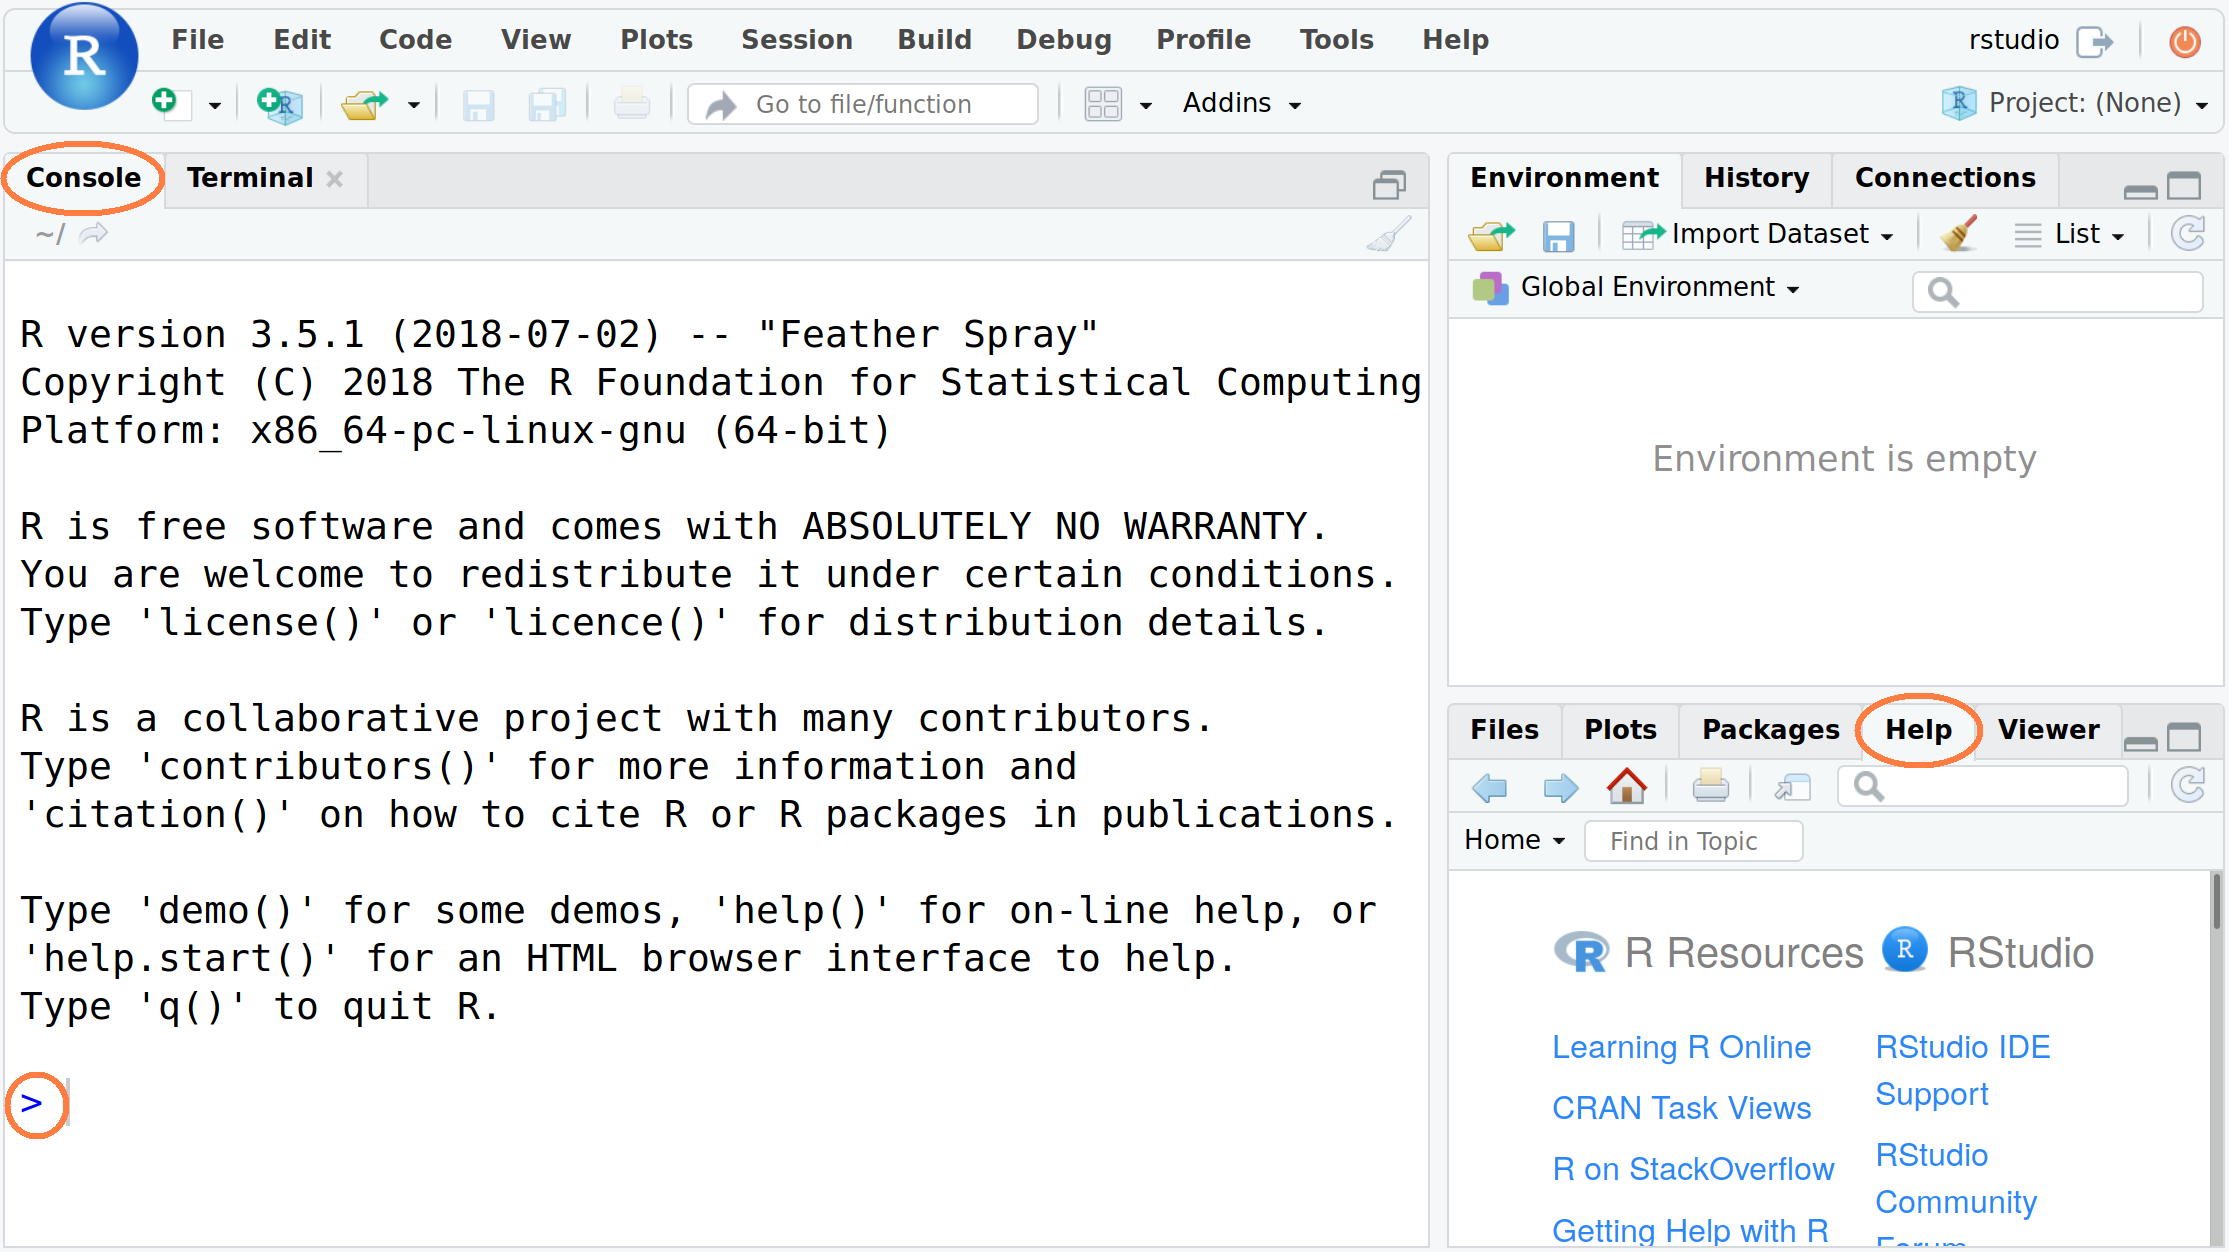 R File Edit Code View Plots Session Build Debug Profile Tools Help rstudio
R Go to file/function Addins R Project: (None)
Console Terminal
~/
R version 3.5.1 (2018-07-02) -- "Feather Spray"
Copyright (C) 2018 The R Foundation for Statistical Computing
Platform: x86_64-pc-linux-gnu (64-bit)
R is free software and comes with ABSOLUTELY NO WARRANTY.
You are welcome to redistribute it under certain conditions.
Type 'license()' or 'licence()' for distribution details.
R is a collaborative project with many contributors.
Type 'contributors()' for more information and
'citation()' on how to cite R or R packages in publications.
Type 'demo()' for some demos, 'help()' for on-line help, or
'help.start()' for an HTML browser interface to help.
Type 'q()' to quit R.
>
Environment History Connections
Import Dataset List
Global Environment
Environment is empty
Files Plots Packages Help Viewer
Home Find in Topic
R R Resources R RStudio
Learning R Online
CRAN Task Views
R on StackOverflow
Getting Help with R
RStudio IDE
Support
RStudio
Community
Forum